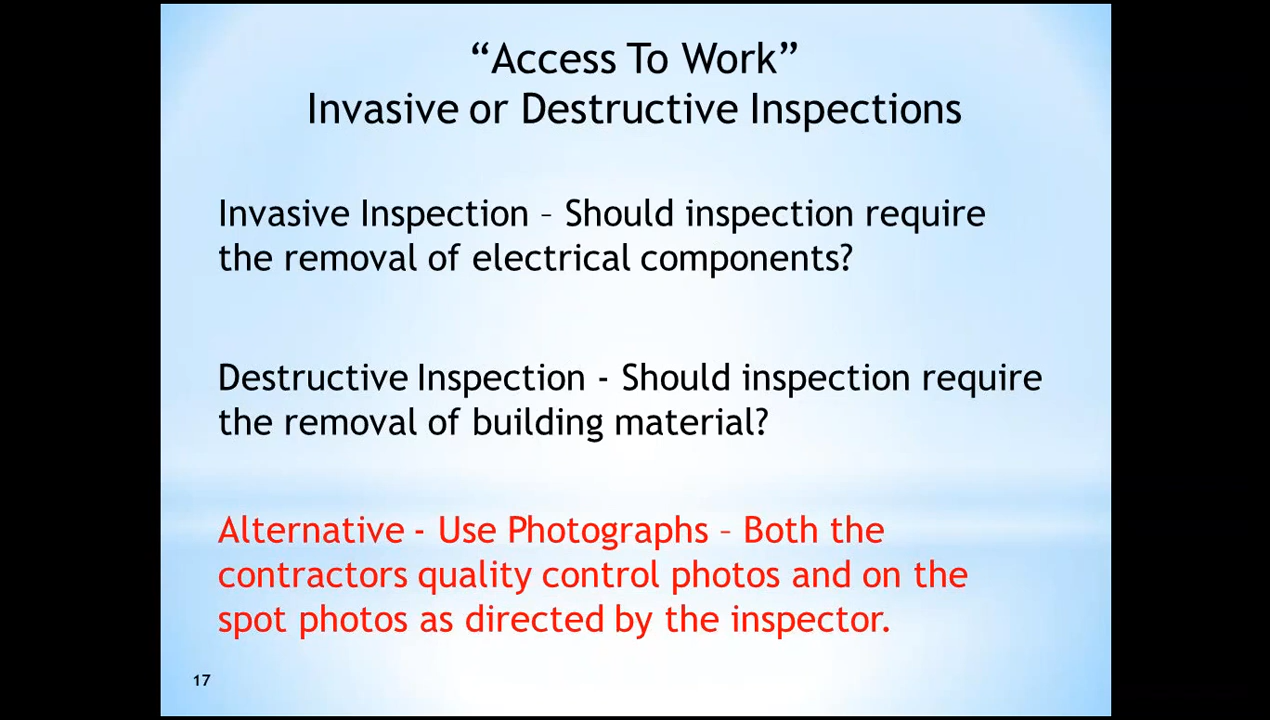 “Access To Work”
Invasive or Destructive Inspections
Invasive Inspection – Should inspection require
the removal of electrical components?
Destructive Inspection - Should inspection require
the removal of building material?
Alternative - Use Photographs – Both the
contractors quality control photos and on the
spot photos as directed by the inspector.
17